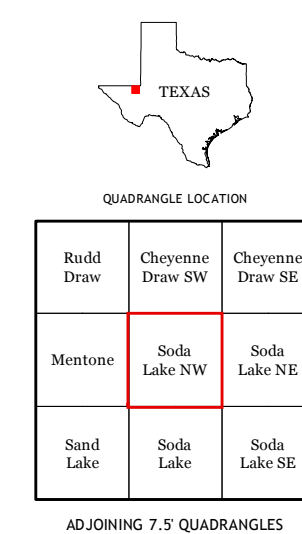 TEXAS
QUADRANGLE LOCATION
Rudd
Draw
Cheyenne
Draw SW
Cheyenne
Draw SE
Mentone
Soda
Lake NW
Soda
Lake NE
Sand
Lake
Soda
Lake
Soda
Lake SE
ADJOINING 7.5' QUADRANGLES